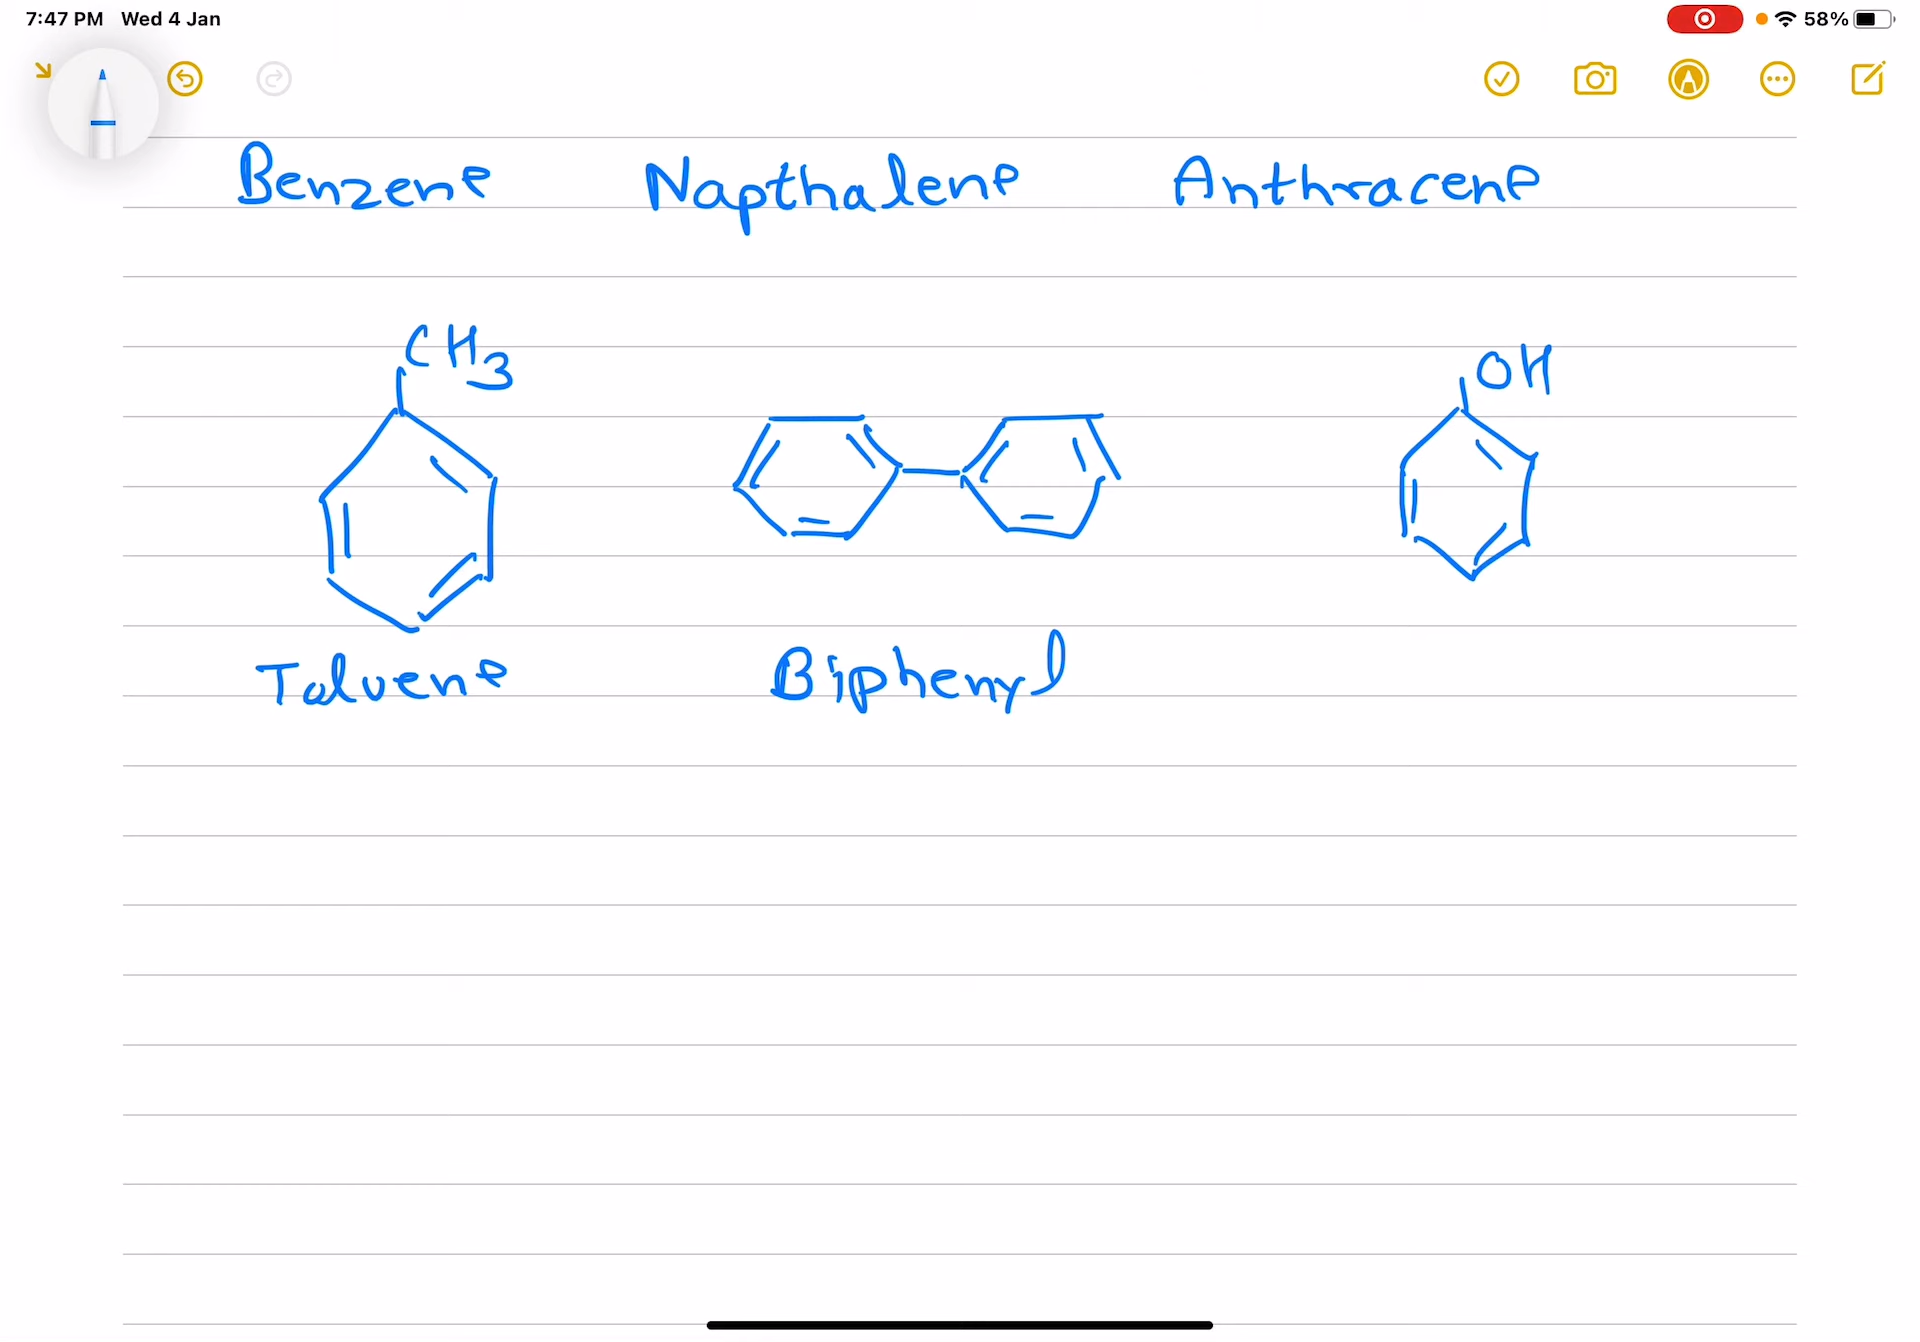 7:47 PM Wed 4 Jan 58%
Benzene Napthalene Anthracene
CH3 OH
Toluene Biphenyl